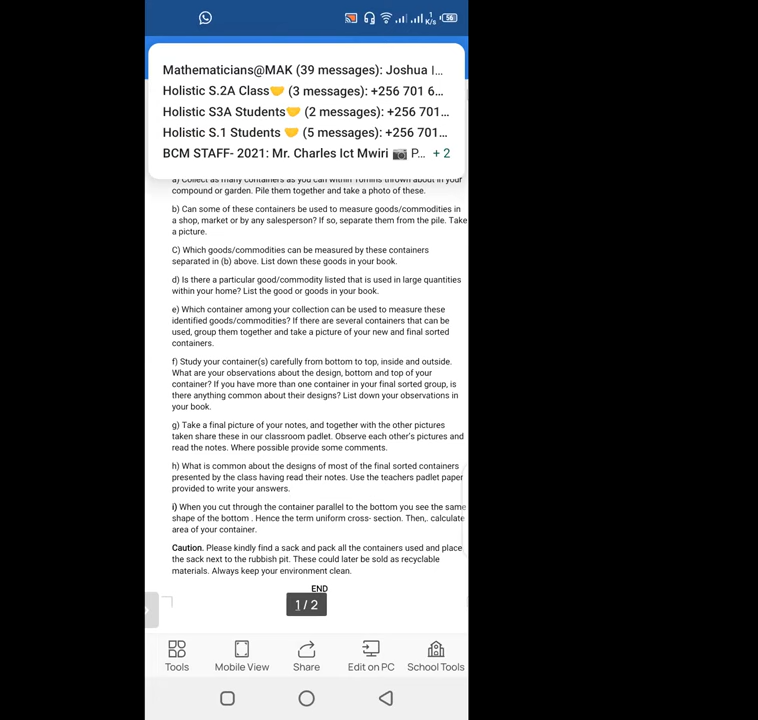 1
K/s
56
Mathematicians@MAK (39 messages): Joshua I...
Holistic S.2A Class🤝 (3 messages): +256 701 6...
Holistic S3A Students🤝 (2 messages): +256 701...
Holistic S.1 Students 🤝 (5 messages): +256 701...
BCM STAFF- 2021: Mr. Charles Ict Mwiri 📷 P... + 2
a) Collect as many containers as you can within 10mins thrown about in your
compound or garden. Pile them together and take a photo of these.
b) Can some of these containers be used to measure goods/commodities in
a shop, market or by any salesperson? If so, separate them from the pile. Take
a picture.
C) Which goods/commodities can be measured by these containers
separated in (b) above. List down these goods in your book.
d) Is there a particular good/commodity listed that is used in large quantities
within your home? List the good or goods in your book.
e) Which container among your collection can be used to measure these
identified goods/commodities? If there are several containers that can be
used, group them together and take a picture of your new and final sorted
containers.
f) Study your container(s) carefully from bottom to top, inside and outside.
What are your observations about the design, bottom and top of your
container? If you have more than one container in your final sorted group, is
there anything common about their designs? List down your observations in
your book.
g) Take a final picture of your notes, and together with the other pictures
taken share these in our classroom padlet. Observe each other's pictures and
read the notes. Where possible provide some comments.
h) What is common about the designs of most of the final sorted containers
presented by the class having read their notes. Use the teachers padlet paper
provided to write your answers.
i) When you cut through the container parallel to the bottom you see the same
shape of the bottom . Hence the term uniform cross- section. Then,. calculate
area of your container.
Caution. Please kindly find a sack and pack all the containers used and place
the sack next to the rubbish pit. These could later be sold as recyclable
materials. Always keep your environment clean.
END
1 / 2
Tools Mobile View Share Edit on PC School Tools